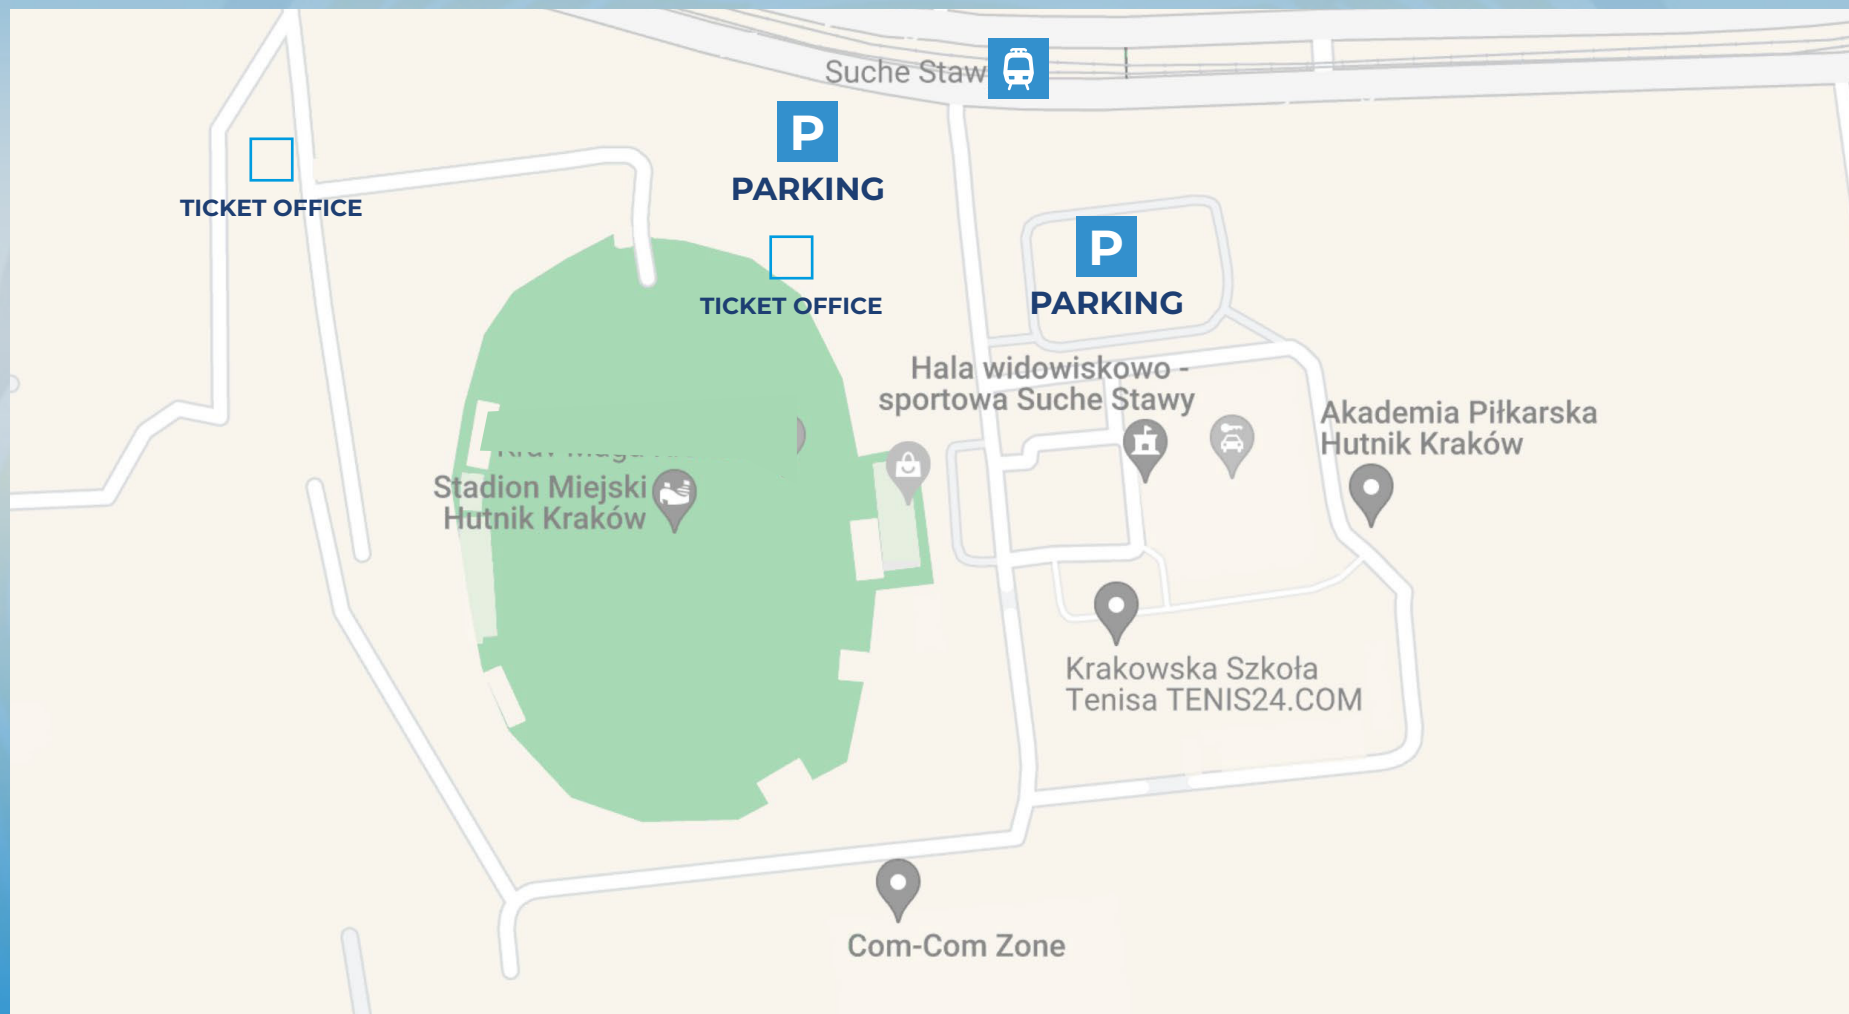 Suche Staw
P
PARKING
TICKET OFFICE
P
PARKING
TICKET OFFICE
Hala widowiskowo -
sportowa Suche Stawy
Akademia Piłkarska
Hutnik Kraków
Stadion Miejski
Hutnik Kraków
Krakowska Szkoła
Tenisa TENIS24.COM
Com-Com Zone